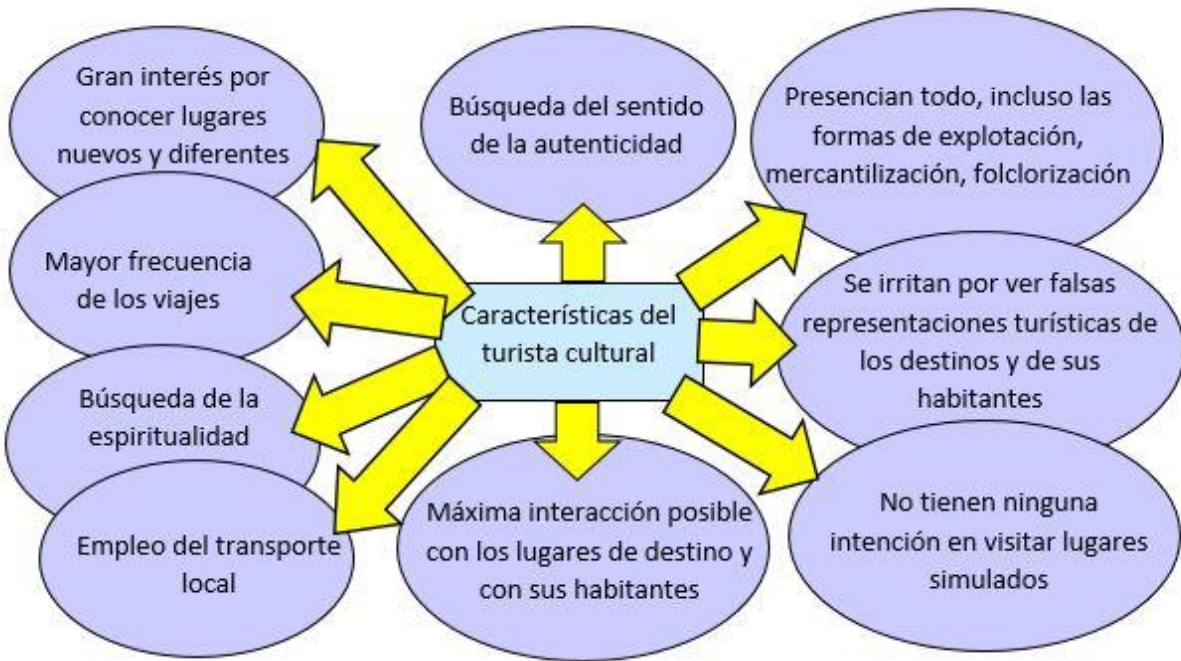 Gran interés por
conocer lugares
nuevos y diferentes
Búsqueda del sentido
de la autenticidad
Presencian todo, incluso las
formas de explotación,
mercantilización, folclorización
Mayor frecuencia
de los viajes
Características del
turista cultural
Se irritan por ver falsas
representaciones turísticas de
los destinos y de sus
habitantes
Búsqueda de la
espiritualidad
Empleo del transporte
local
Máxima interacción posible
con los lugares de destino y
con sus habitantes
No tienen ninguna
intención en visitar lugares
simulados